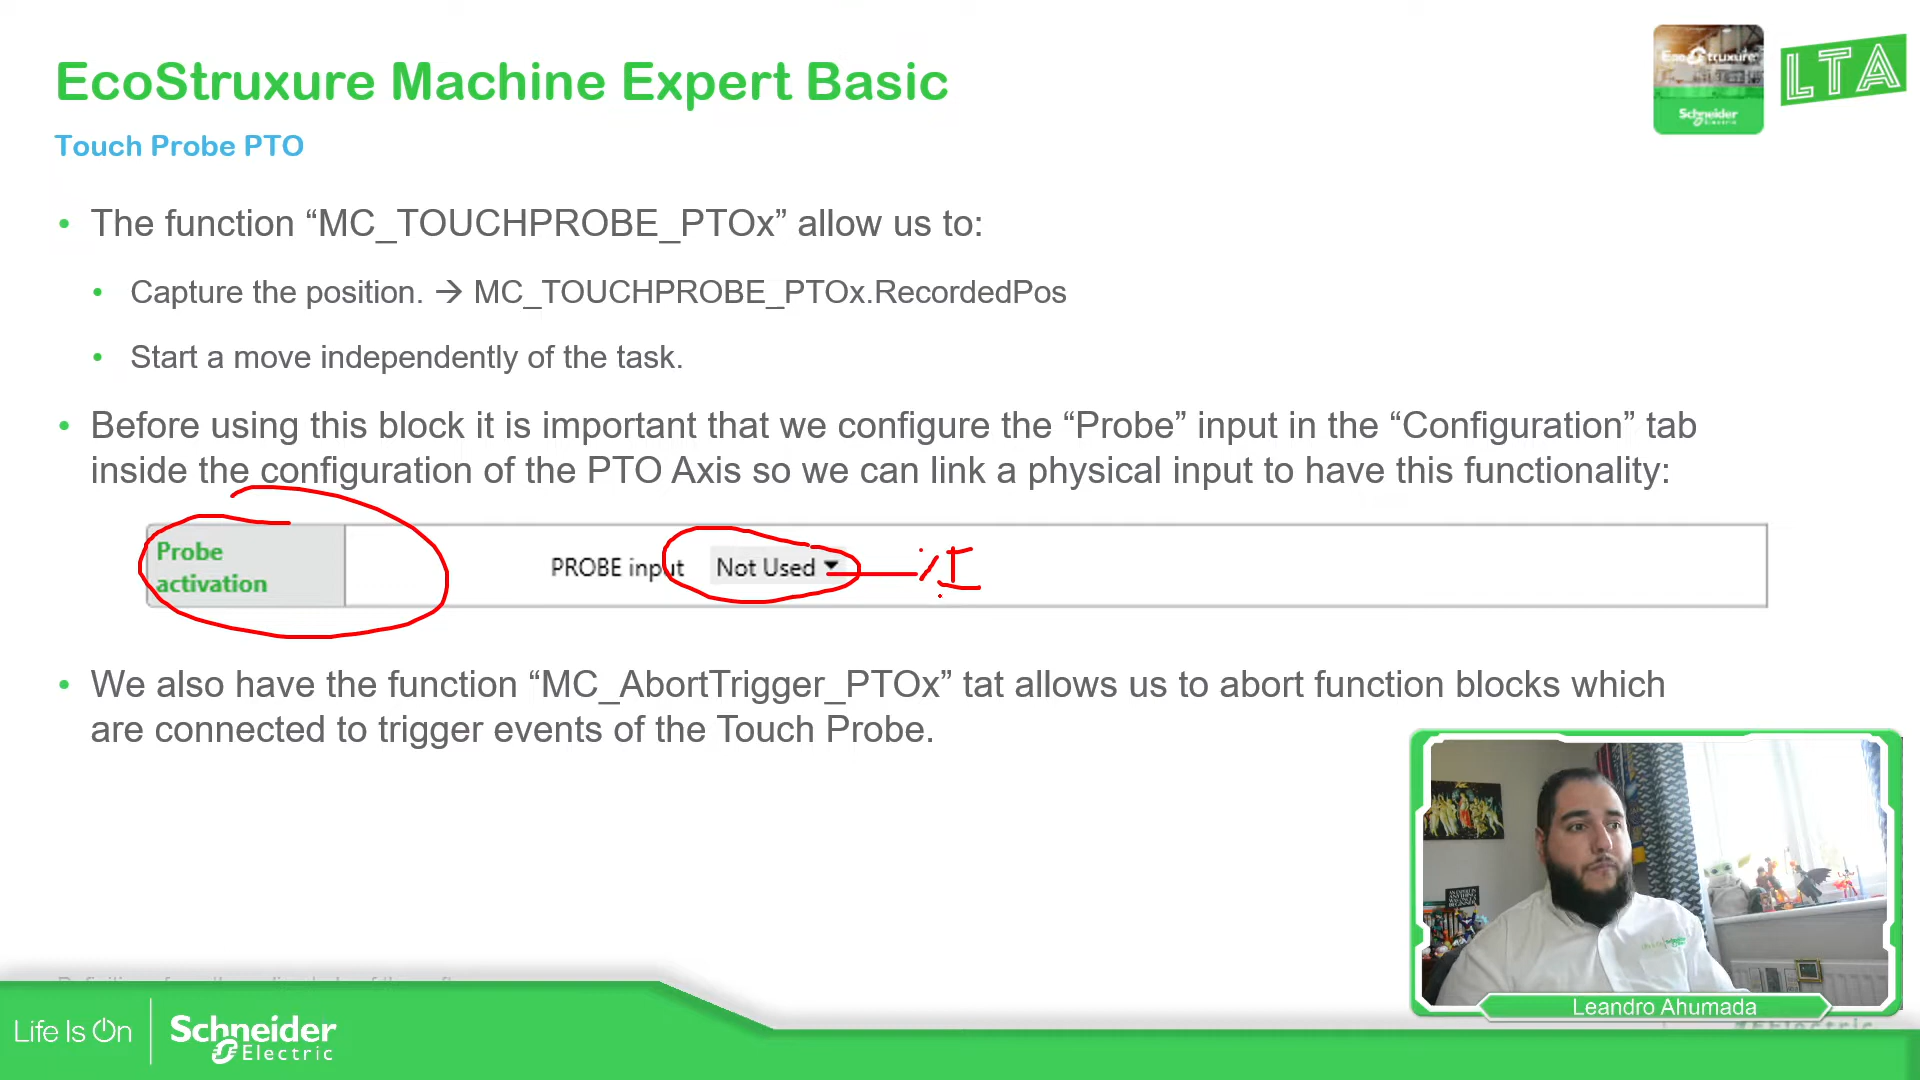 EcoStruxure Machine Expert Basic
EcoStruxure
Schneider
Electric
LTA
Touch Probe PTO
• The function “MC_TOUCHPROBE_PTOx” allow us to:
• Capture the position. → MC_TOUCHPROBE_PTOx.RecordedPos
• Start a move independently of the task.
• Before using this block it is important that we configure the “Probe” input in the “Configuration” tab
inside the configuration of the PTO Axis so we can link a physical input to have this functionality:
Probe
activation
PROBE input
Not Used
%I
• We also have the function “MC_AbortTrigger_PTOx” tat allows us to abort function blocks which
are connected to trigger events of the Touch Probe.
Leandro Ahumada
Life Is On
Schneider
Electric